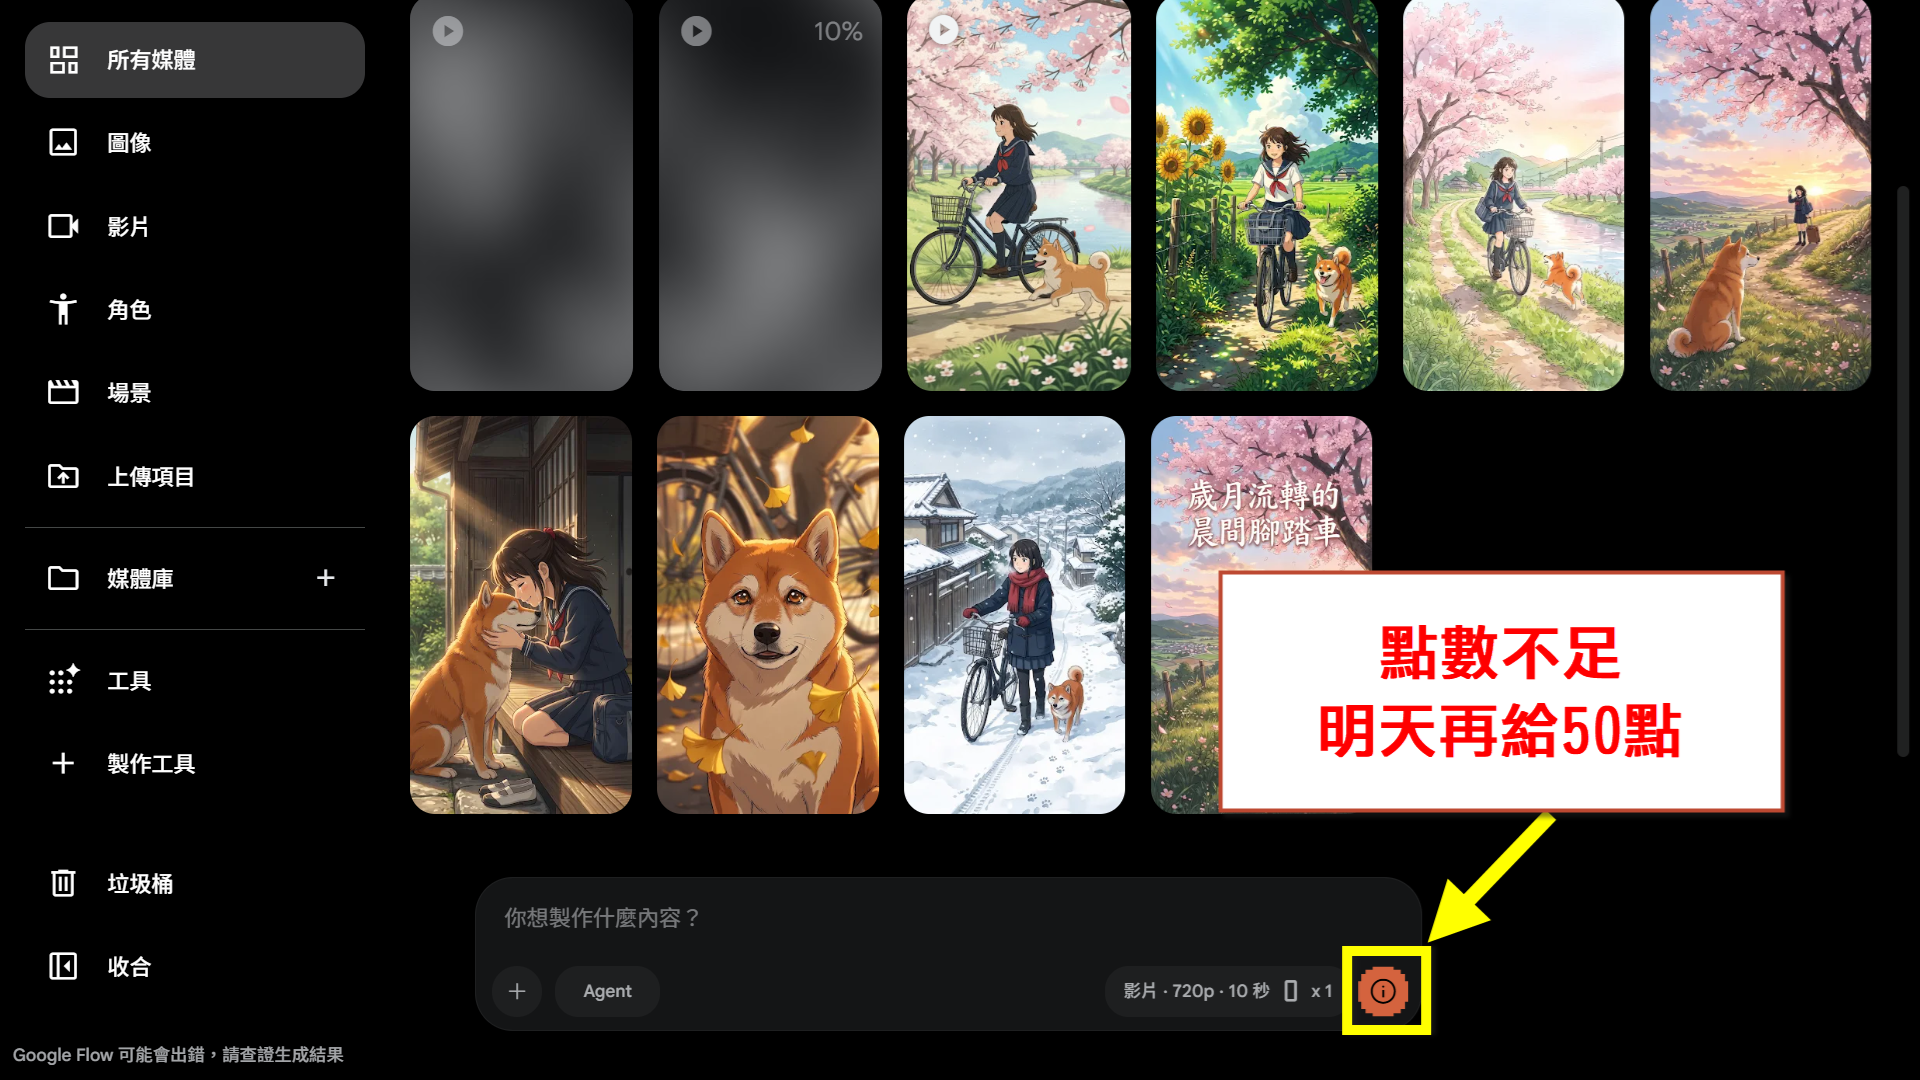 所有媒體
圖像
影片
角色
場景
上傳項目
媒體庫
工具
製作工具
垃圾桶
收合
Google Flow 可能會出錯，請查證生成結果
10%
歲月流轉的
晨間腳踏車
點數不足
明天再給50點
你想製作什麼內容？
Agent
影片 · 720p · 10 秒 x 1